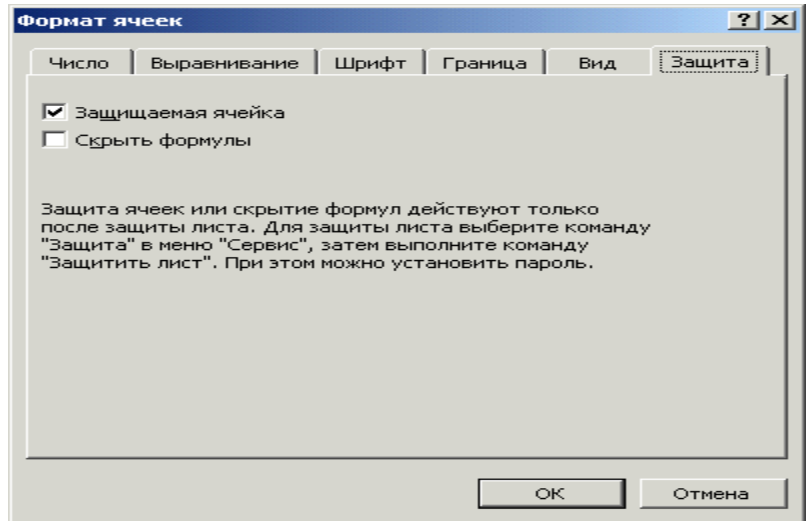 Формат ячеек
Число Выравнивание Шрифт Граница Вид Защита
Защищаемая ячейка
Скрыть формулы
Защита ячеек или скрытие формул действуют только
после защиты листа. Для защиты листа выберите команду
"Защита" в меню "Сервис", затем выполните команду
"Защитить лист". При этом можно установить пароль.
ОК Отмена